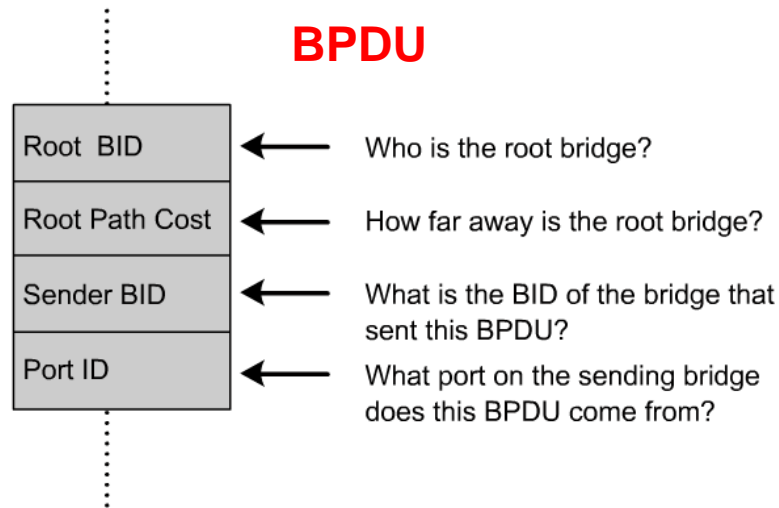 BPDU
Root BID
Who is the root bridge?
Root Path Cost
How far away is the root bridge?
Sender BID
What is the BID of the bridge that
sent this BPDU?
Port ID
What port on the sending bridge
does this BPDU come from?